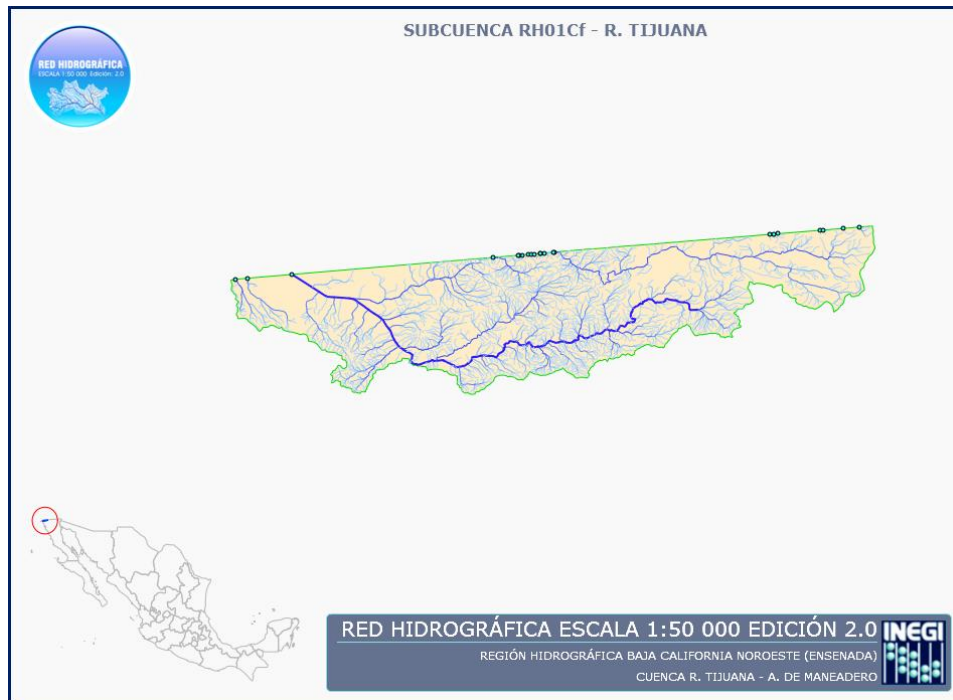 SUBCUENCA RH01Cf - R. TIJUANA
RED HIDROGRÁFICA
ESCALA 1:50 000 Edición: 2.0
RED HIDROGRÁFICA ESCALA 1:50 000 EDICIÓN 2.0
REGIÓN HIDROGRÁFICA BAJA CALIFORNIA NOROESTE (ENSENADA)
CUENCA R. TIJUANA - A. DE MANEADERO
INEGI